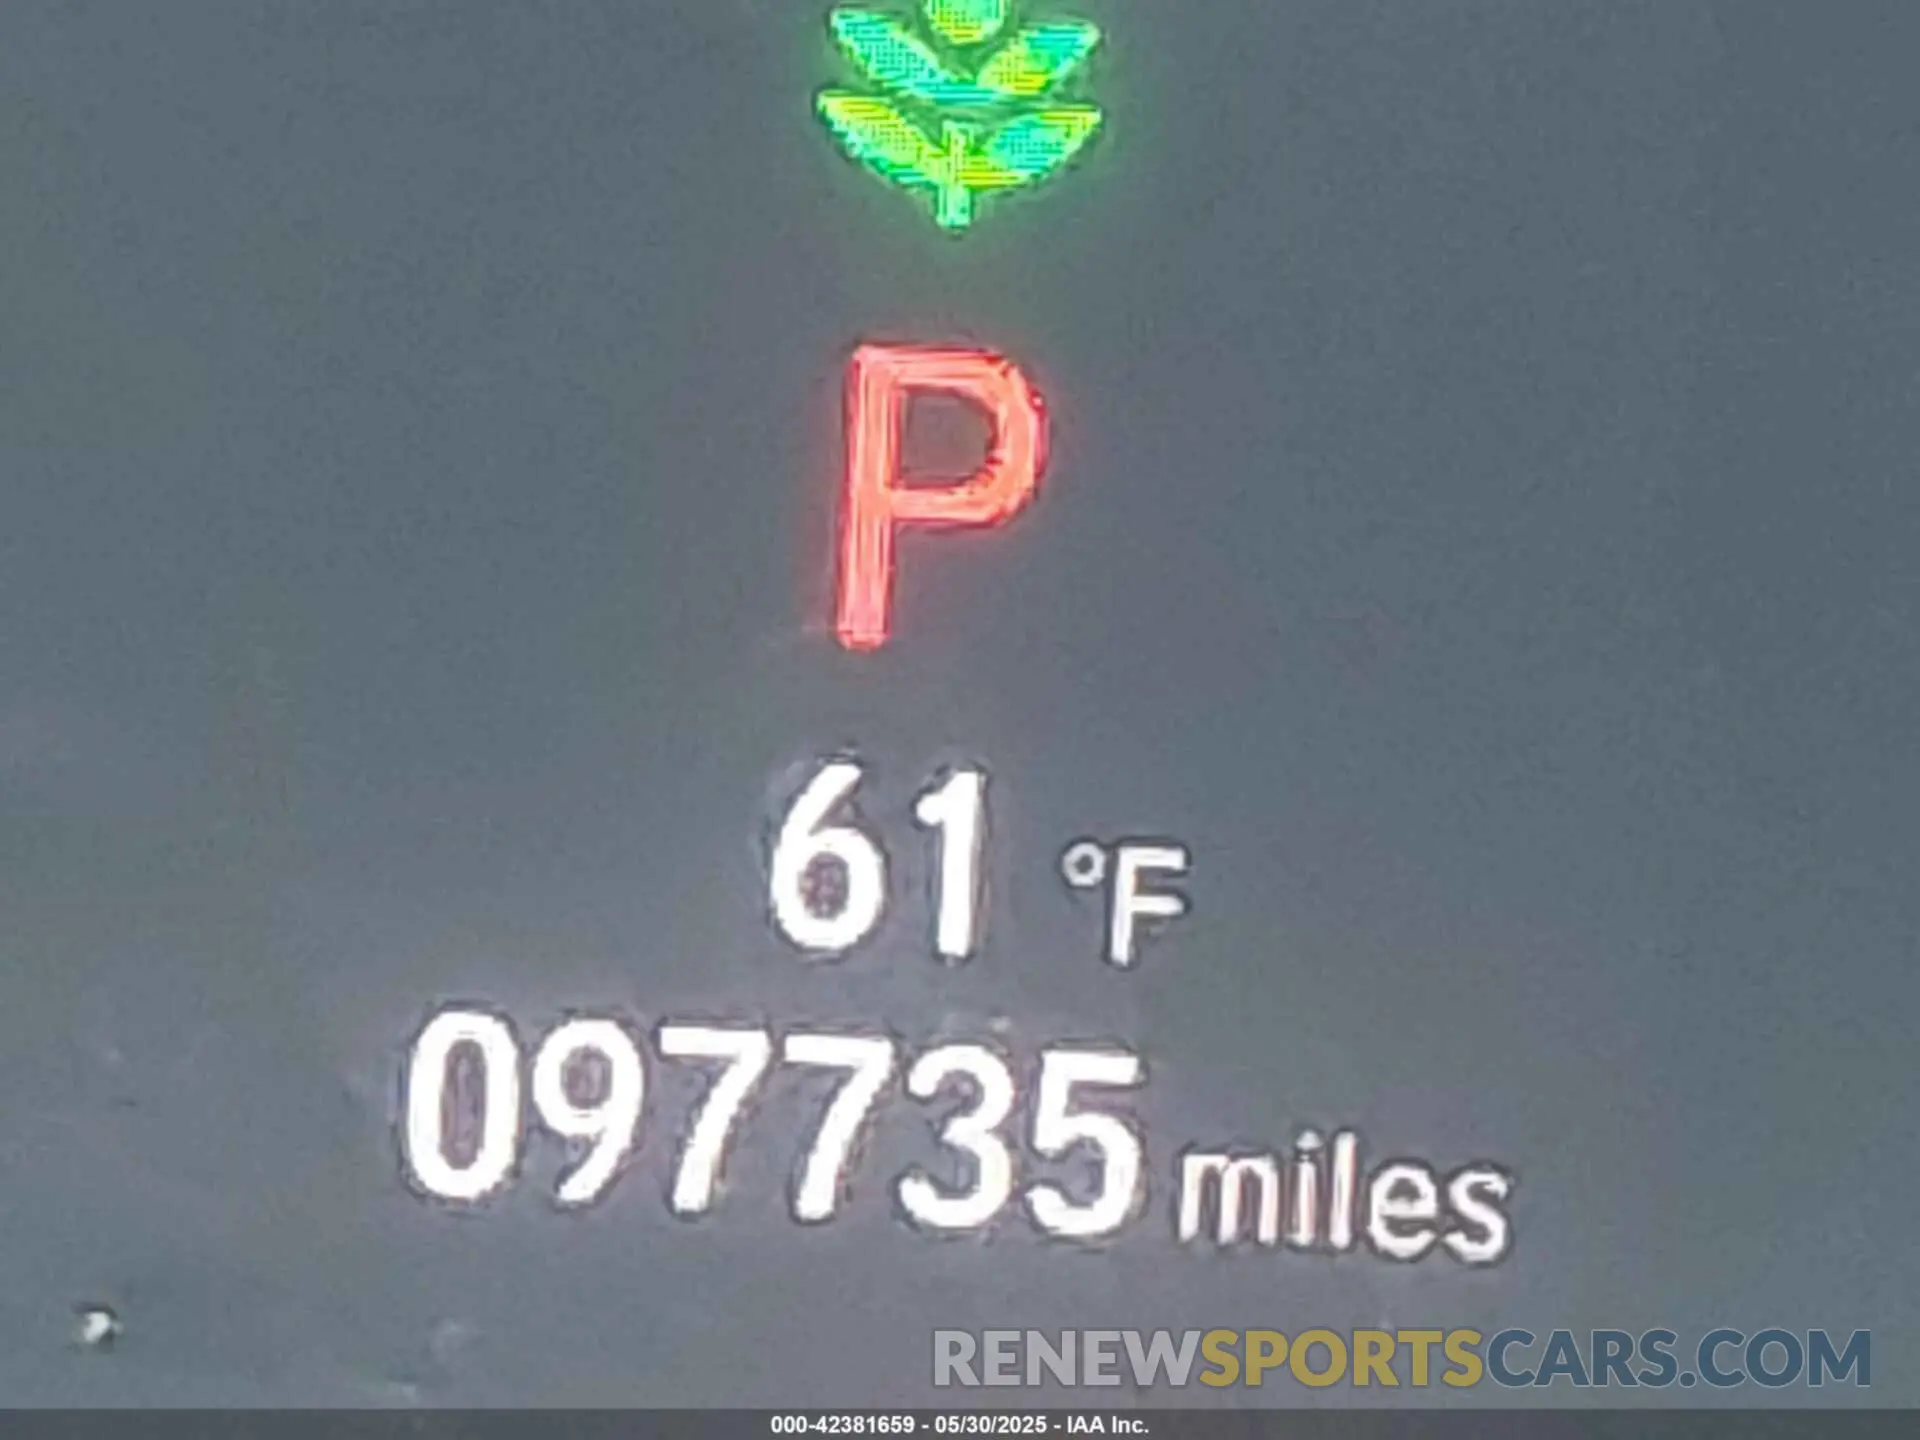 P
61 °F
097735 miles
RENEWSPORTSCARS.COM
000-42381659 - 05/30/2025 - IAA Inc.